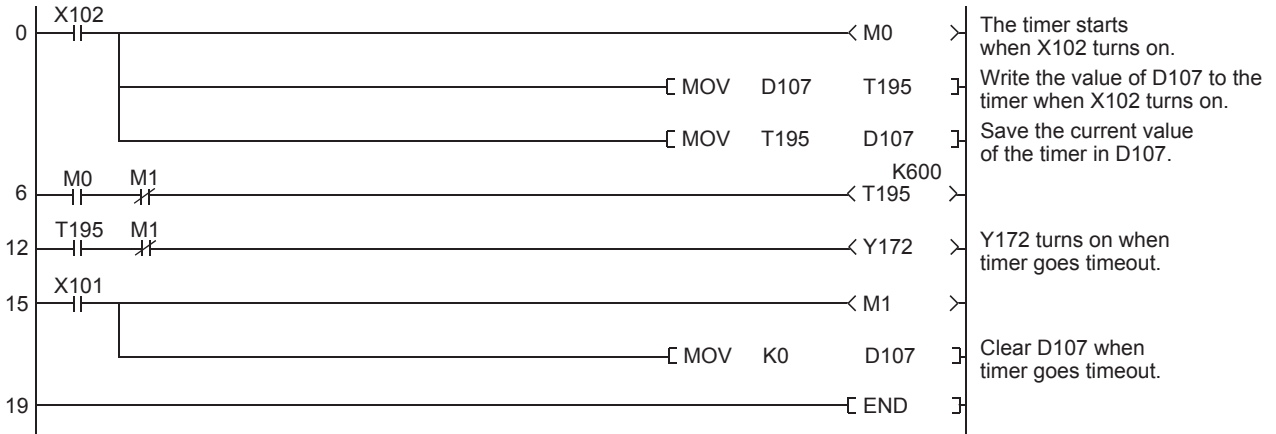 X102
0 M0 The timer starts
when X102 turns on.
MOV D107 T195 Write the value of D107 to the
timer when X102 turns on.
MOV T195 D107 Save the current value
of the timer in D107.
K600
6 M0 M1 T195
12 T195 M1 Y172 Y172 turns on when
timer goes timeout.
X101
15 M1
MOV K0 D107 Clear D107 when
timer goes timeout.
19 END